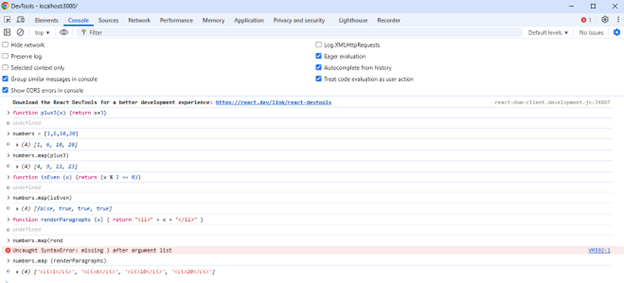 DevTools - localhost:3000/
Elements Console Sources Network Performance Memory Application Privacy and security Lighthouse Recorder 1
top Filter Default levels No Issues
Hide network Log XMLHttpRequests
Preserve log Eager evaluation
Selected context only Autocomplete from history
Group similar messages in console Treat code evaluation as user action
Show CORS errors in console
Download the React DevTools for a better development experience: https://react.dev/link/react-devtools react-dom-client.development.js:24867
function plus3(x) {return x+3}
undefined
numbers = [1,6,10,20]
(4) [1, 6, 10, 20]
numbers.map(plus3)
(4) [4, 9, 13, 23]
function isEven (x) {return (x % 2 == 0)}
undefined
numbers.map(isEven)
(4) [false, true, true, true]
function renderParagraphs (x) { return "<li>" + x + "</li>" }
undefined
numbers.map(rend
Uncaught SyntaxError: missing ) after argument list VM592:1
numbers.map (renderParagraphs)
(4) ['<li>1</li>', '<li>6</li>', '<li>10</li>', '<li>20</li>']